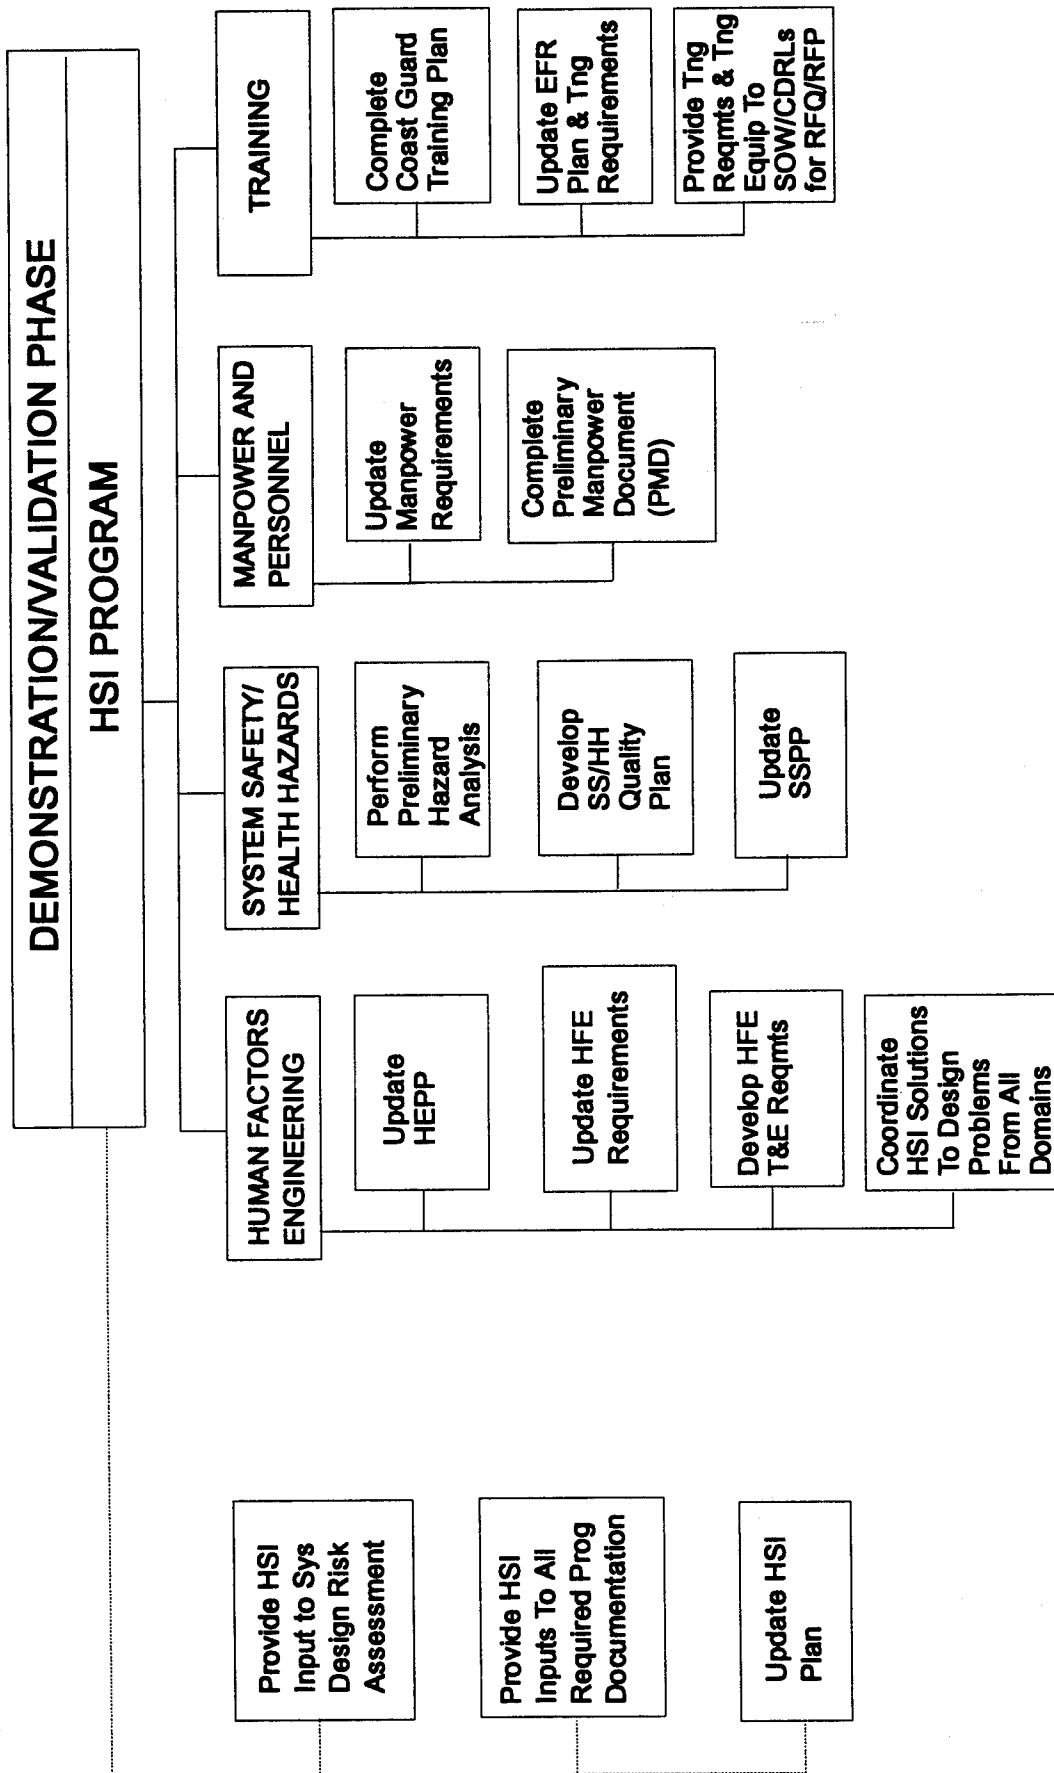 DEMONSTRATION/VALIDATION PHASE
HSI PROGRAM
Provide HSI
Input to Sys
Design Risk
Assessment
Provide HSI
Inputs To All
Required Prog
Documentation
Update HSI
Plan
HUMAN FACTORS
ENGINEERING
Update
HEPP
Update HFE
Requirements
Develop HFE
T&E Reqmts
Coordinate
HSI Solutions
To Design
Problems
From All
Domains
SYSTEM SAFETY/
HEALTH HAZARDS
Perform
Preliminary
Hazard
Analysis
Develop
SS/HH
Quality
Plan
Update
SSPP
MANPOWER AND
PERSONNEL
Update
Manpower
Requirements
Complete
Preliminary
Manpower
Document
(PMD)
TRAINING
Complete
Coast Guard
Training Plan
Update EFR
Plan & Tng
Requirements
Provide Tng
Reqmts & Tng
Equip To
SOW/CDRLs
for RFQ/RFP